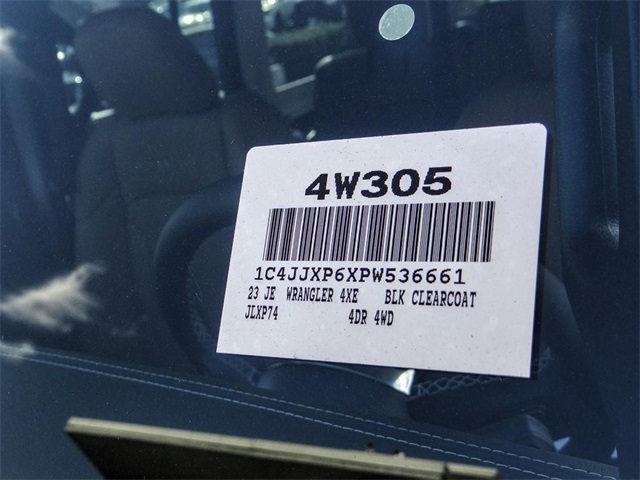 4W305
1C4JJXP6XPW536661
23 JE WRANGLER 4XE BLK CLEARCOAT
JLXP74 4DR 4WD